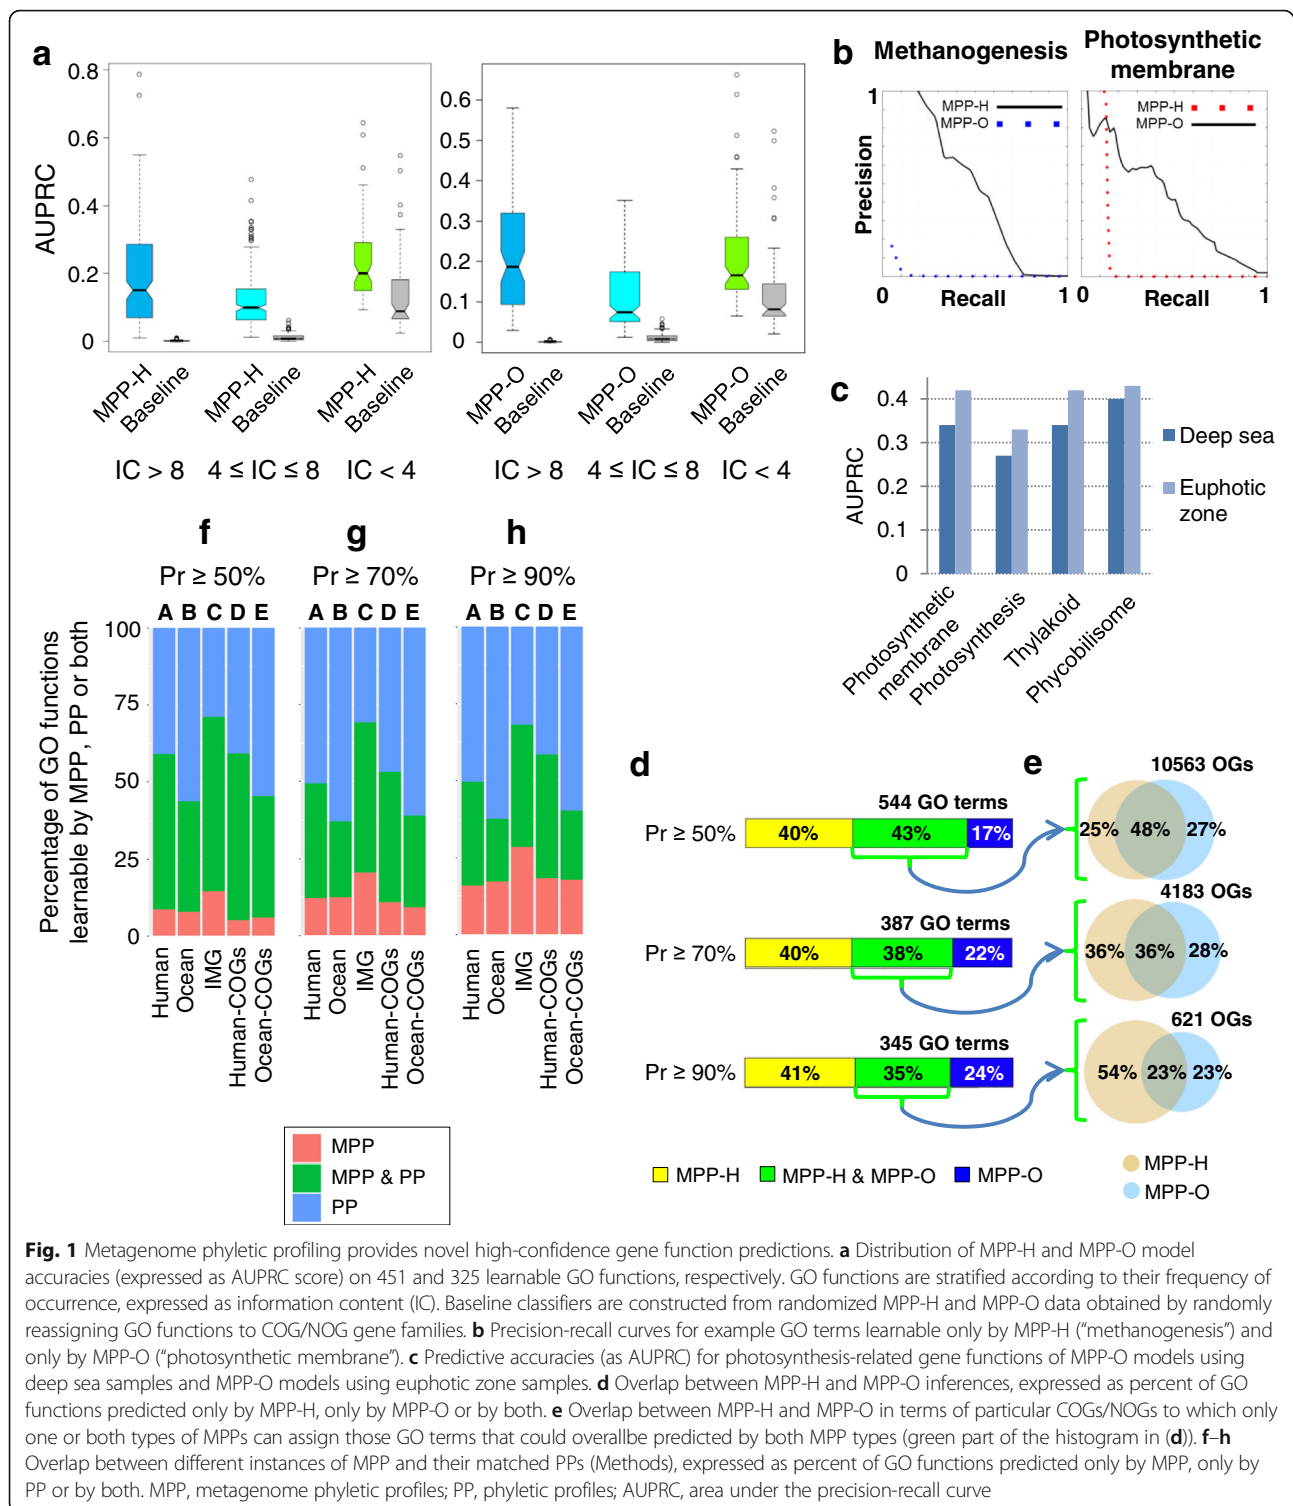 a
AUPRC
0.8
0.6
0.4
0.2
0
MPP-H
Baseline
MPP-H
Baseline
MPP-H
Baseline
IC > 8
4 ≤ IC ≤ 8
IC < 4
0.6
0.5
0.4
0.3
0.2
0.1
0
MPP-O
Baseline
MPP-O
Baseline
MPP-O
Baseline
IC > 8
4 ≤ IC ≤ 8
IC < 4
b
Methanogenesis
Photosynthetic
membrane
Precision
1
MPP-H
MPP-O
MPP-H
MPP-O
0
Recall
1
0
Recall
1
c
AUPRC
0.4
0.3
0.2
0.1
0
Photosynthetic
membrane
Photosynthesis
Thylakoid
Phycobilisome
Deep sea
Euphotic
zone
f
g
h
Pr ≥ 50%
Pr ≥ 70%
Pr ≥ 90%
A B C D E
A B C D E
A B C D E
Percentage of GO functions
learnable by MPP, PP or both
100
75
50
25
0
Human
Ocean
IMG
Human-COGs
Ocean-COGs
Human
Ocean
IMG
Human-COGs
Ocean-COGs
Human
Ocean
IMG
Human-COGs
Ocean-COGs
MPP
MPP & PP
PP
d
544 GO terms
Pr ≥ 50%
40% 43% 17%
387 GO terms
Pr ≥ 70%
40% 38% 22%
345 GO terms
Pr ≥ 90%
41% 35% 24%
MPP-H
MPP-H & MPP-O
MPP-O
e
10563 OGs
25% 48% 27%
4183 OGs
36% 36% 28%
621 OGs
54% 23% 23%
MPP-H
MPP-O
Fig. 1 Metagenome phyletic profiling provides novel high-confidence gene function predictions. a Distribution of MPP-H and MPP-O model
accuracies (expressed as AUPRC score) on 451 and 325 learnable GO functions, respectively. GO functions are stratified according to their frequency of
occurrence, expressed as information content (IC). Baseline classifiers are constructed from randomized MPP-H and MPP-O data obtained by randomly
reassigning GO functions to COG/NOG gene families. b Precision-recall curves for example GO terms learnable only by MPP-H (“methanogenesis”) and
only by MPP-O (“photosynthetic membrane”). c Predictive accuracies (as AUPRC) for photosynthesis-related gene functions of MPP-O models using
deep sea samples and MPP-O models using euphotic zone samples. d Overlap between MPP-H and MPP-O inferences, expressed as percent of GO
functions predicted only by MPP-H, only by MPP-O or by both. e Overlap between MPP-H and MPP-O in terms of particular COGs/NOGs to which only
one or both types of MPPs can assign those GO terms that could overallbe predicted by both MPP types (green part of the histogram in (d)). f–h
Overlap between different instances of MPP and their matched PPs (Methods), expressed as percent of GO functions predicted only by MPP, only by
PP or by both. MPP, metagenome phyletic profiles; PP, phyletic profiles; AUPRC, area under the precision-recall curve